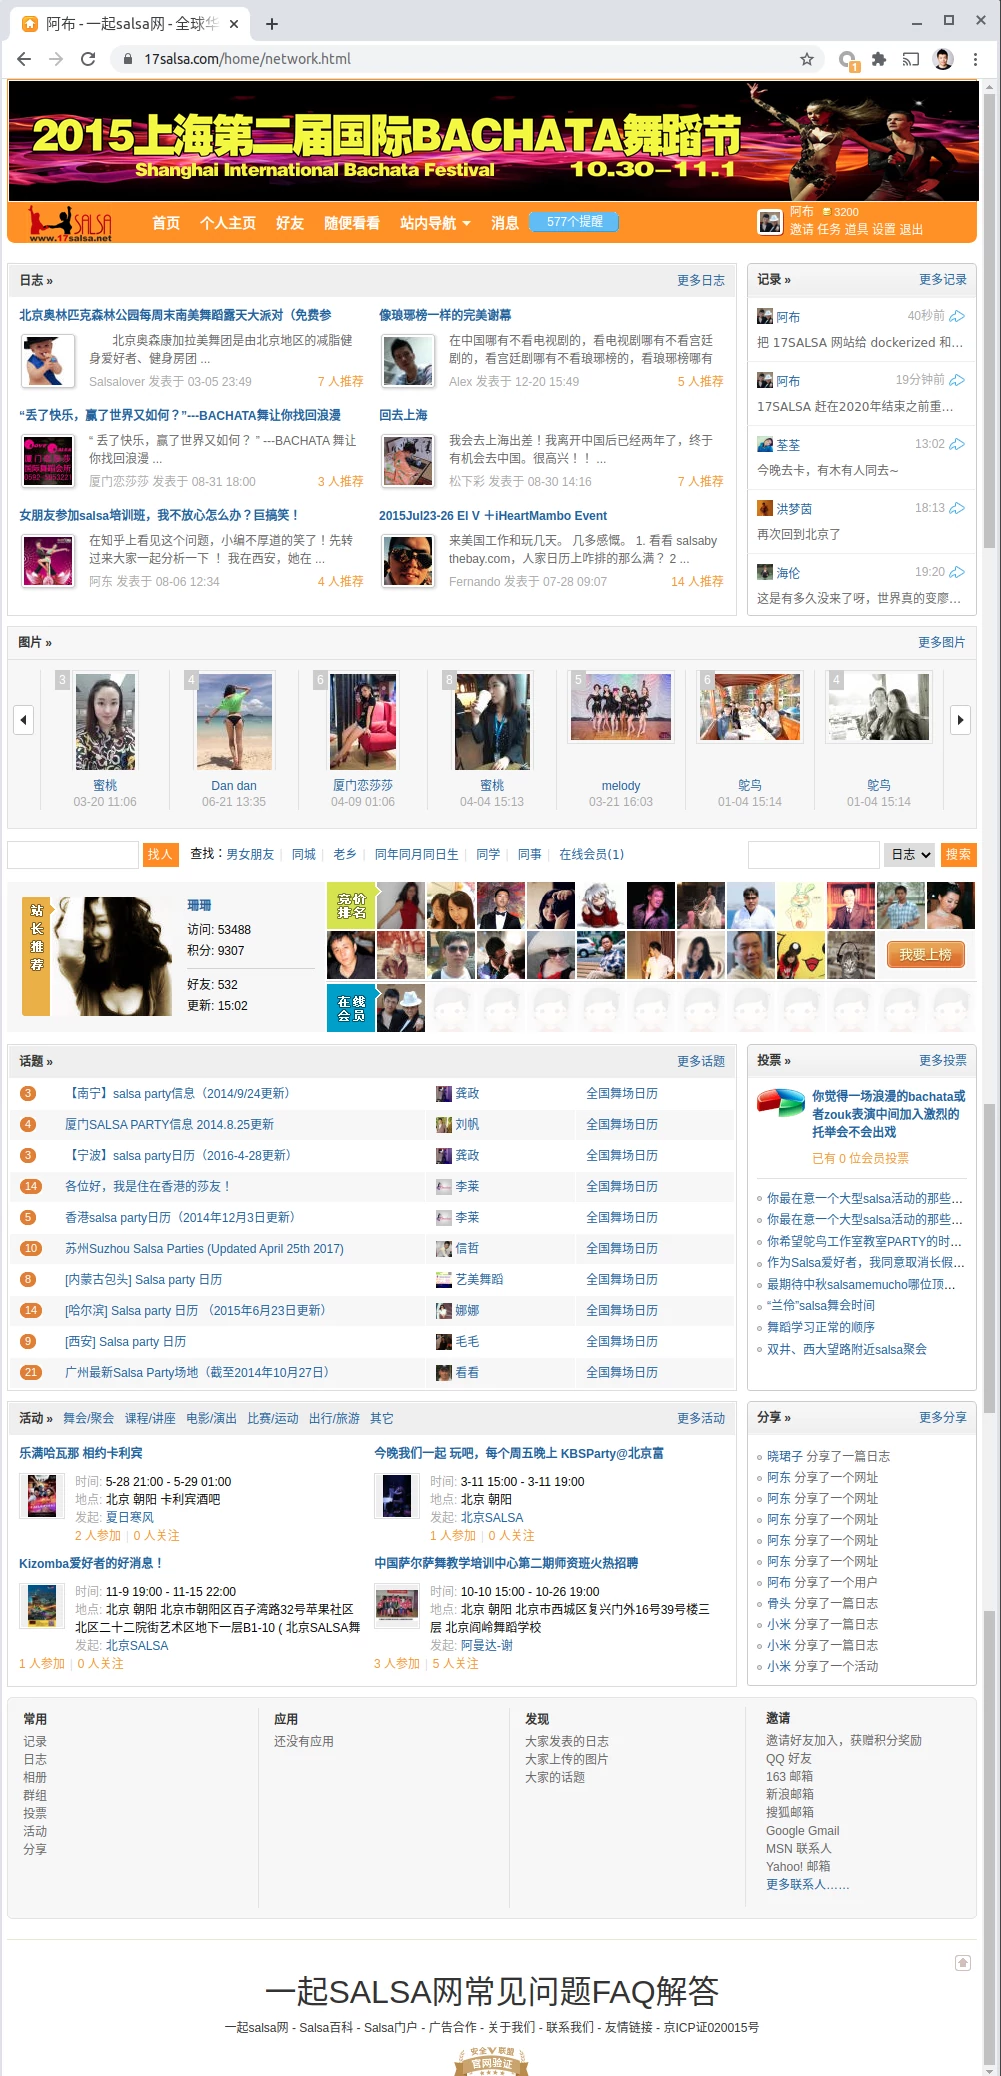 阿布 - 一起salsa网 - 全球华
17salsa.com/home/network.html
1
2015上海第二届国际BACHATA舞蹈节
Shanghai International Bachata Festival 10.30-11.1
SALSA
www.17salsa.net
首页 个人主页 好友 随便看看 站内导航 消息 577个提醒
阿布 3200
邀请 任务 道具 设置 退出
日志 » 更多日志
北京奥林匹克森林公园每周末南美舞蹈露天大派对（免费参
北京奥森康加拉美舞团是由北京地区的减脂健
身爱好者、健身房团 ...
Salsalover 发表于 03-05 23:49 7 人推荐
像琅琊榜一样的完美谢幕
在中国哪有不看电视剧的，看电视剧哪有不看宫廷
剧的，看宫廷剧哪有不看琅琊榜的，看琅琊榜哪有
Alex 发表于 12-20 15:49 5 人推荐
“丢了快乐，赢了世界又如何？”---BACHATA舞让你找回浪漫
“ 丢了快乐，赢了世界又如何？ ” ---BACHATA 舞让
你找回浪漫 ...
厦门恋莎莎 发表于 08-31 18:00 3 人推荐
回去上海
我会去上海出差！我离开中国后已经两年了，终于
有机会去中国。很高兴！！...
松下彩 发表于 08-30 14:16 7 人推荐
女朋友参加salsa培训班，我不放心怎么办？巨搞笑！
在知乎上看见这个问题，小编不厚道的笑了！先转
过来大家一起分析一下 ！ 我在西安，她在 ...
阿东 发表于 08-06 12:34 4 人推荐
2015Jul23-26 El V ＋iHeartMambo Event
来美国工作和玩几天。 几多感慨。 1. 看看 salsaby
thebay.com，人家日历上咋排的那么满？ 2 ...
Fernando 发表于 07-28 09:07 14 人推荐
记录 » 更多记录
阿布 40秒前
把 17SALSA 网站给 dockerized 和...
阿布 19分钟前
17SALSA 赶在2020年结束之前重...
荃荃 13:02
今晚去卡，有木有人同去~
洪梦茵 18:13
再次回到北京了
海伦 19:20
这是有多久没来了呀，世界真的变廖...
图片 » 更多图片
3 4 6 8 5 6 4
蜜桃 Dan dan 厦门恋莎莎 蜜桃 melody 鸵鸟 鸵鸟
03-20 11:06 06-21 13:35 04-09 01:06 04-04 15:13 03-21 16:03 01-04 15:14 01-04 15:14
找人 查找：男女朋友 | 同城 | 老乡 | 同年同月同日生 | 同学 | 同事 | 在线会员(1)
日志 搜索
站长推荐
珊珊
访问: 53488
积分: 9307
好友: 532
更新: 15:02
竞价
排名
我要上榜
在线
会员
话题 » 更多话题
3 【南宁】salsa party信息（2014/9/24更新） 龚政 全国舞场日历
4 厦门SALSA PARTY信息 2014.8.25更新 刘帆 全国舞场日历
3 【宁波】salsa party日历（2016-4-28更新） 龚政 全国舞场日历
14 各位好，我是住在香港的莎友！ 李莱 全国舞场日历
5 香港salsa party日历（2014年12月3日更新） 李莱 全国舞场日历
10 苏州Suzhou Salsa Parties (Updated April 25th 2017) 信哲 全国舞场日历
8 [内蒙古包头] Salsa party 日历 艺美舞蹈 全国舞场日历
14 [哈尔滨] Salsa party 日历 （2015年6月23日更新） 娜娜 全国舞场日历
9 [西安] Salsa party 日历 毛毛 全国舞场日历
21 广州最新Salsa Party场地（截至2014年10月27日） 看看 全国舞场日历
投票 » 更多投票
你觉得一场浪漫的bachata或
者zouk表演中间加入激烈的
托举会不会出戏
已有 0 位会员投票
你最在意一个大型salsa活动的那些...
你最在意一个大型salsa活动的那些...
你希望鸵鸟工作室教室PARTY的时...
作为Salsa爱好者，我同意取消长假...
最期待中秋salsamemucho哪位顶...
“兰伶”salsa舞会时间
舞蹈学习正常的顺序
双井、西大望路附近salsa聚会
活动 » 舞会/聚会 课程/讲座 电影/演出 比赛/运动 出行/旅游 其它 更多活动
乐满哈瓦那 相约卡利宾
时间: 5-28 21:00 - 5-29 01:00
地点: 北京 朝阳 卡利宾酒吧
发起: 夏日寒风
2 人参加 | 0 人关注
今晚我们一起 玩吧，每个周五晚上 KBSParty@北京富
时间: 3-11 15:00 - 3-11 19:00
地点: 北京 朝阳
发起: 北京SALSA
1 人参加 | 0 人关注
Kizomba爱好者的好消息！
时间: 11-9 19:00 - 11-15 22:00
地点: 北京 朝阳 北京市朝阳区百子湾路32号苹果社区
北区二十二院街艺术区地下一层B1-10 ( 北京SALSA舞
发起: 北京SALSA
1 人参加 | 0 人关注
中国萨尔萨舞教学培训中心第二期师资班火热招聘
时间: 10-10 15:00 - 10-26 19:00
地点: 北京 朝阳 北京市西城区复兴门外16号39号楼三
层 北京阎岭舞蹈学校
发起: 阿曼达-谢
3 人参加 | 5 人关注
分享 » 更多分享
晓珺子 分享了一篇日志
阿东 分享了一个网址
阿东 分享了一个网址
阿东 分享了一个网址
阿东 分享了一个网址
阿东 分享了一个网址
阿布 分享了一个用户
骨头 分享了一篇日志
小米 分享了一篇日志
小米 分享了一篇日志
小米 分享了一个活动
常用
记录
日志
相册
群组
投票
活动
分享
应用
还没有应用
发现
大家发表的日志
大家上传的图片
大家的话题
邀请
邀请好友加入，获赠积分奖励
QQ 好友
163 邮箱
新浪邮箱
搜狐邮箱
Google Gmail
MSN 联系人
Yahoo! 邮箱
更多联系人……
一起SALSA网常见问题FAQ解答
一起salsa网 - Salsa百科 - Salsa门户 - 广告合作 - 关于我们 - 联系我们 - 友情链接 - 京ICP证020015号
安全V联盟
官网验证